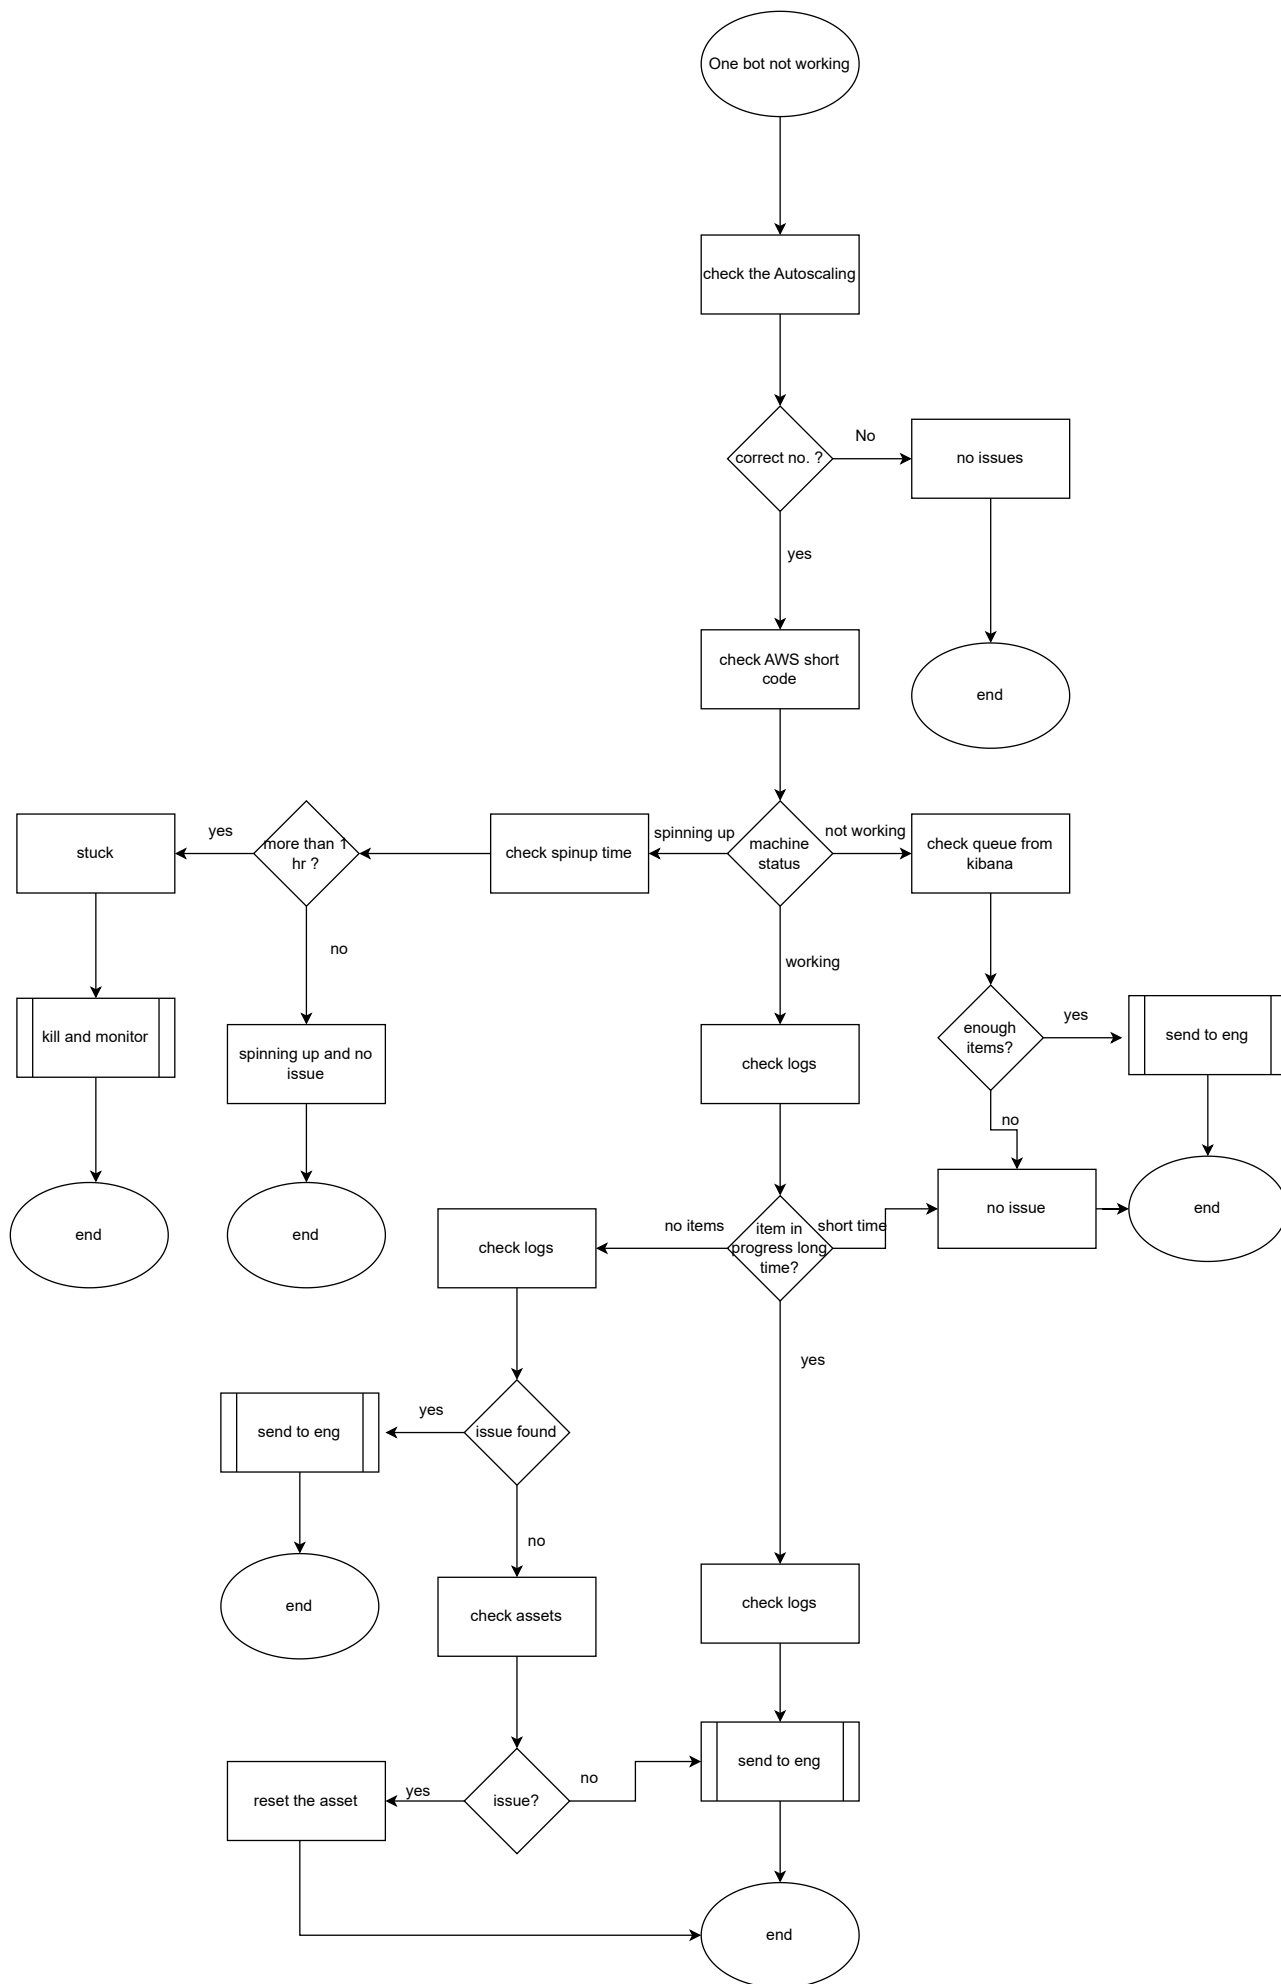 One bot not working
check the Autoscaling
correct no. ?
No
no issues
yes
check AWS short
code
end
stuck
yes
more than 1
hr ?
check spinup time
spinning up
machine
status
not working
check queue from
kibana
no
working
kill and monitor
spinning up and no
issue
check logs
enough
items?
yes
send to eng
no
end
end
check logs
no items
item in
progress long
time?
short time
no issue
end
yes
send to eng
yes
issue found
no
end
check assets
check logs
reset the asset
yes
issue?
no
send to eng
end